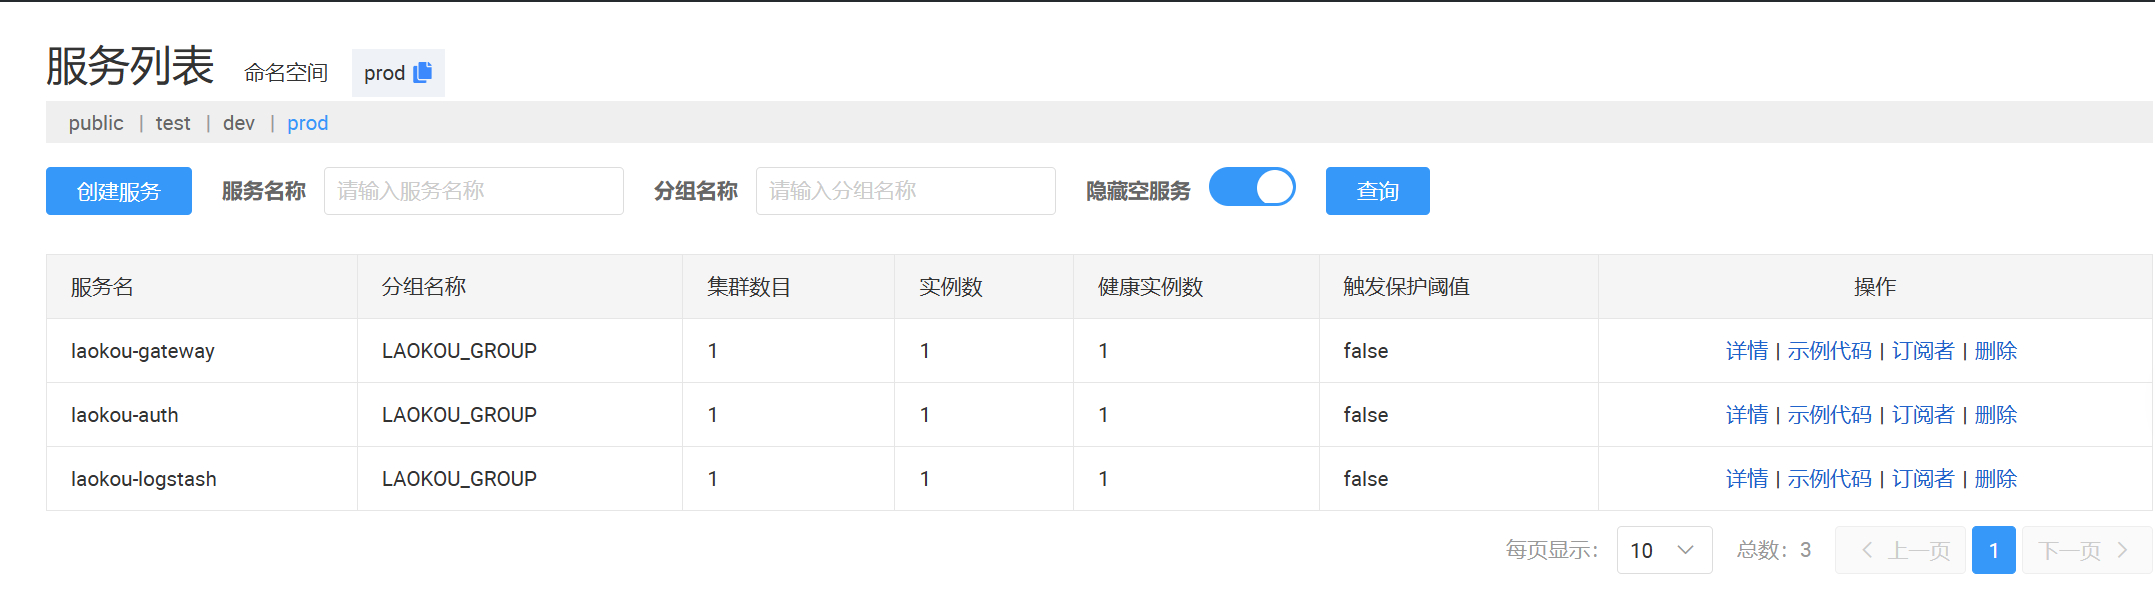 服务列表 命名空间 prod
public | test | dev | prod
创建服务 服务名称 请输入服务名称 分组名称 请输入分组名称 隐藏空服务 查询
服务名 分组名称 集群数目 实例数 健康实例数 触发保护阈值 操作
laokou-gateway LAOKOU_GROUP 1 1 1 false 详情 | 示例代码 | 订阅者 | 删除
laokou-auth LAOKOU_GROUP 1 1 1 false 详情 | 示例代码 | 订阅者 | 删除
laokou-logstash LAOKOU_GROUP 1 1 1 false 详情 | 示例代码 | 订阅者 | 删除
每页显示： 10 总数：3 上一页 1 下一页